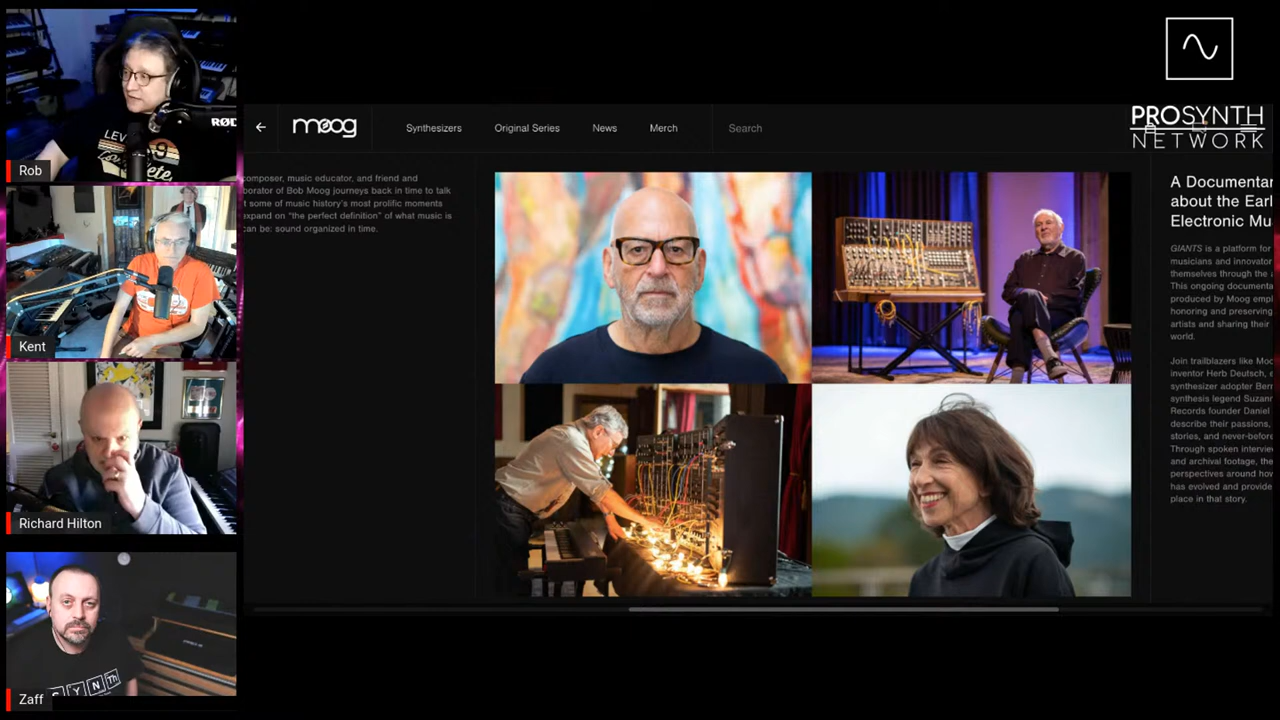 Rob
RØD
LEV
Kent
Richard Hilton
SYNTh
Zaff
moog
Synthesizers
Original Series
News
Merch
Search
PROSYNTH
NETWORK
composer, music educator, and friend and
borator of Bob Moog journeys back in time to talk
t some of music history's most prolific moments
expand on "the perfect definition" of what music is
can be: sound organized in time.
A Documentar
about the Earl
Electronic Mu
GIANTS is a platform for
musicians and innovator
themselves through the a
This ongoing documenta
produced by Moog empl
honoring and preserving
artists and sharing their
world.
Join trailblazers like Moo
inventor Herb Deutsch, e
synthesizer adopter Bern
synthesis legend Suzann
Records founder Daniel
describe their passions,
stories, and never-before
Through spoken intervie
and archival footage, the
perspectives around how
has evolved and provide
place in that story.